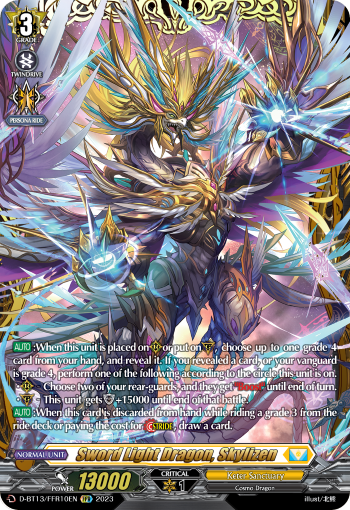 3
GRADE
TWINDRIVE
PERSONA RIDE
AUTO:When this unit is placed on or put on, choose up to one grade 4
card from your hand, and reveal it. If you revealed a card, or your vanguard
is grade 4, perform one of the following according to the circle this unit is on.
- Choose two of your rear-guards, and they get "Boost" until end of turn.
- This unit gets +15000 until end of that battle.
AUTO:When this card is discarded from hand while riding a grade 3 from the
ride deck or paying the cost for STRIDE, draw a card.
NORMAL UNIT
Sword Light Dragon, Skylizen
POWER 13000
CRITICAL
1
Keter Sanctuary
Cosmo Dragon
D-BT13/FFR10EN FFR 2023
illust/北熊